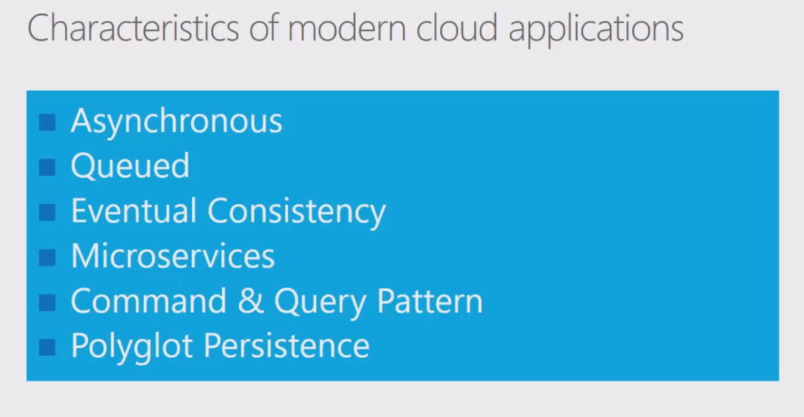 Characteristics of modern cloud applications
Asynchronous
Queued
Eventual Consistency
Microservices
Command & Query Pattern
Polyglot Persistence